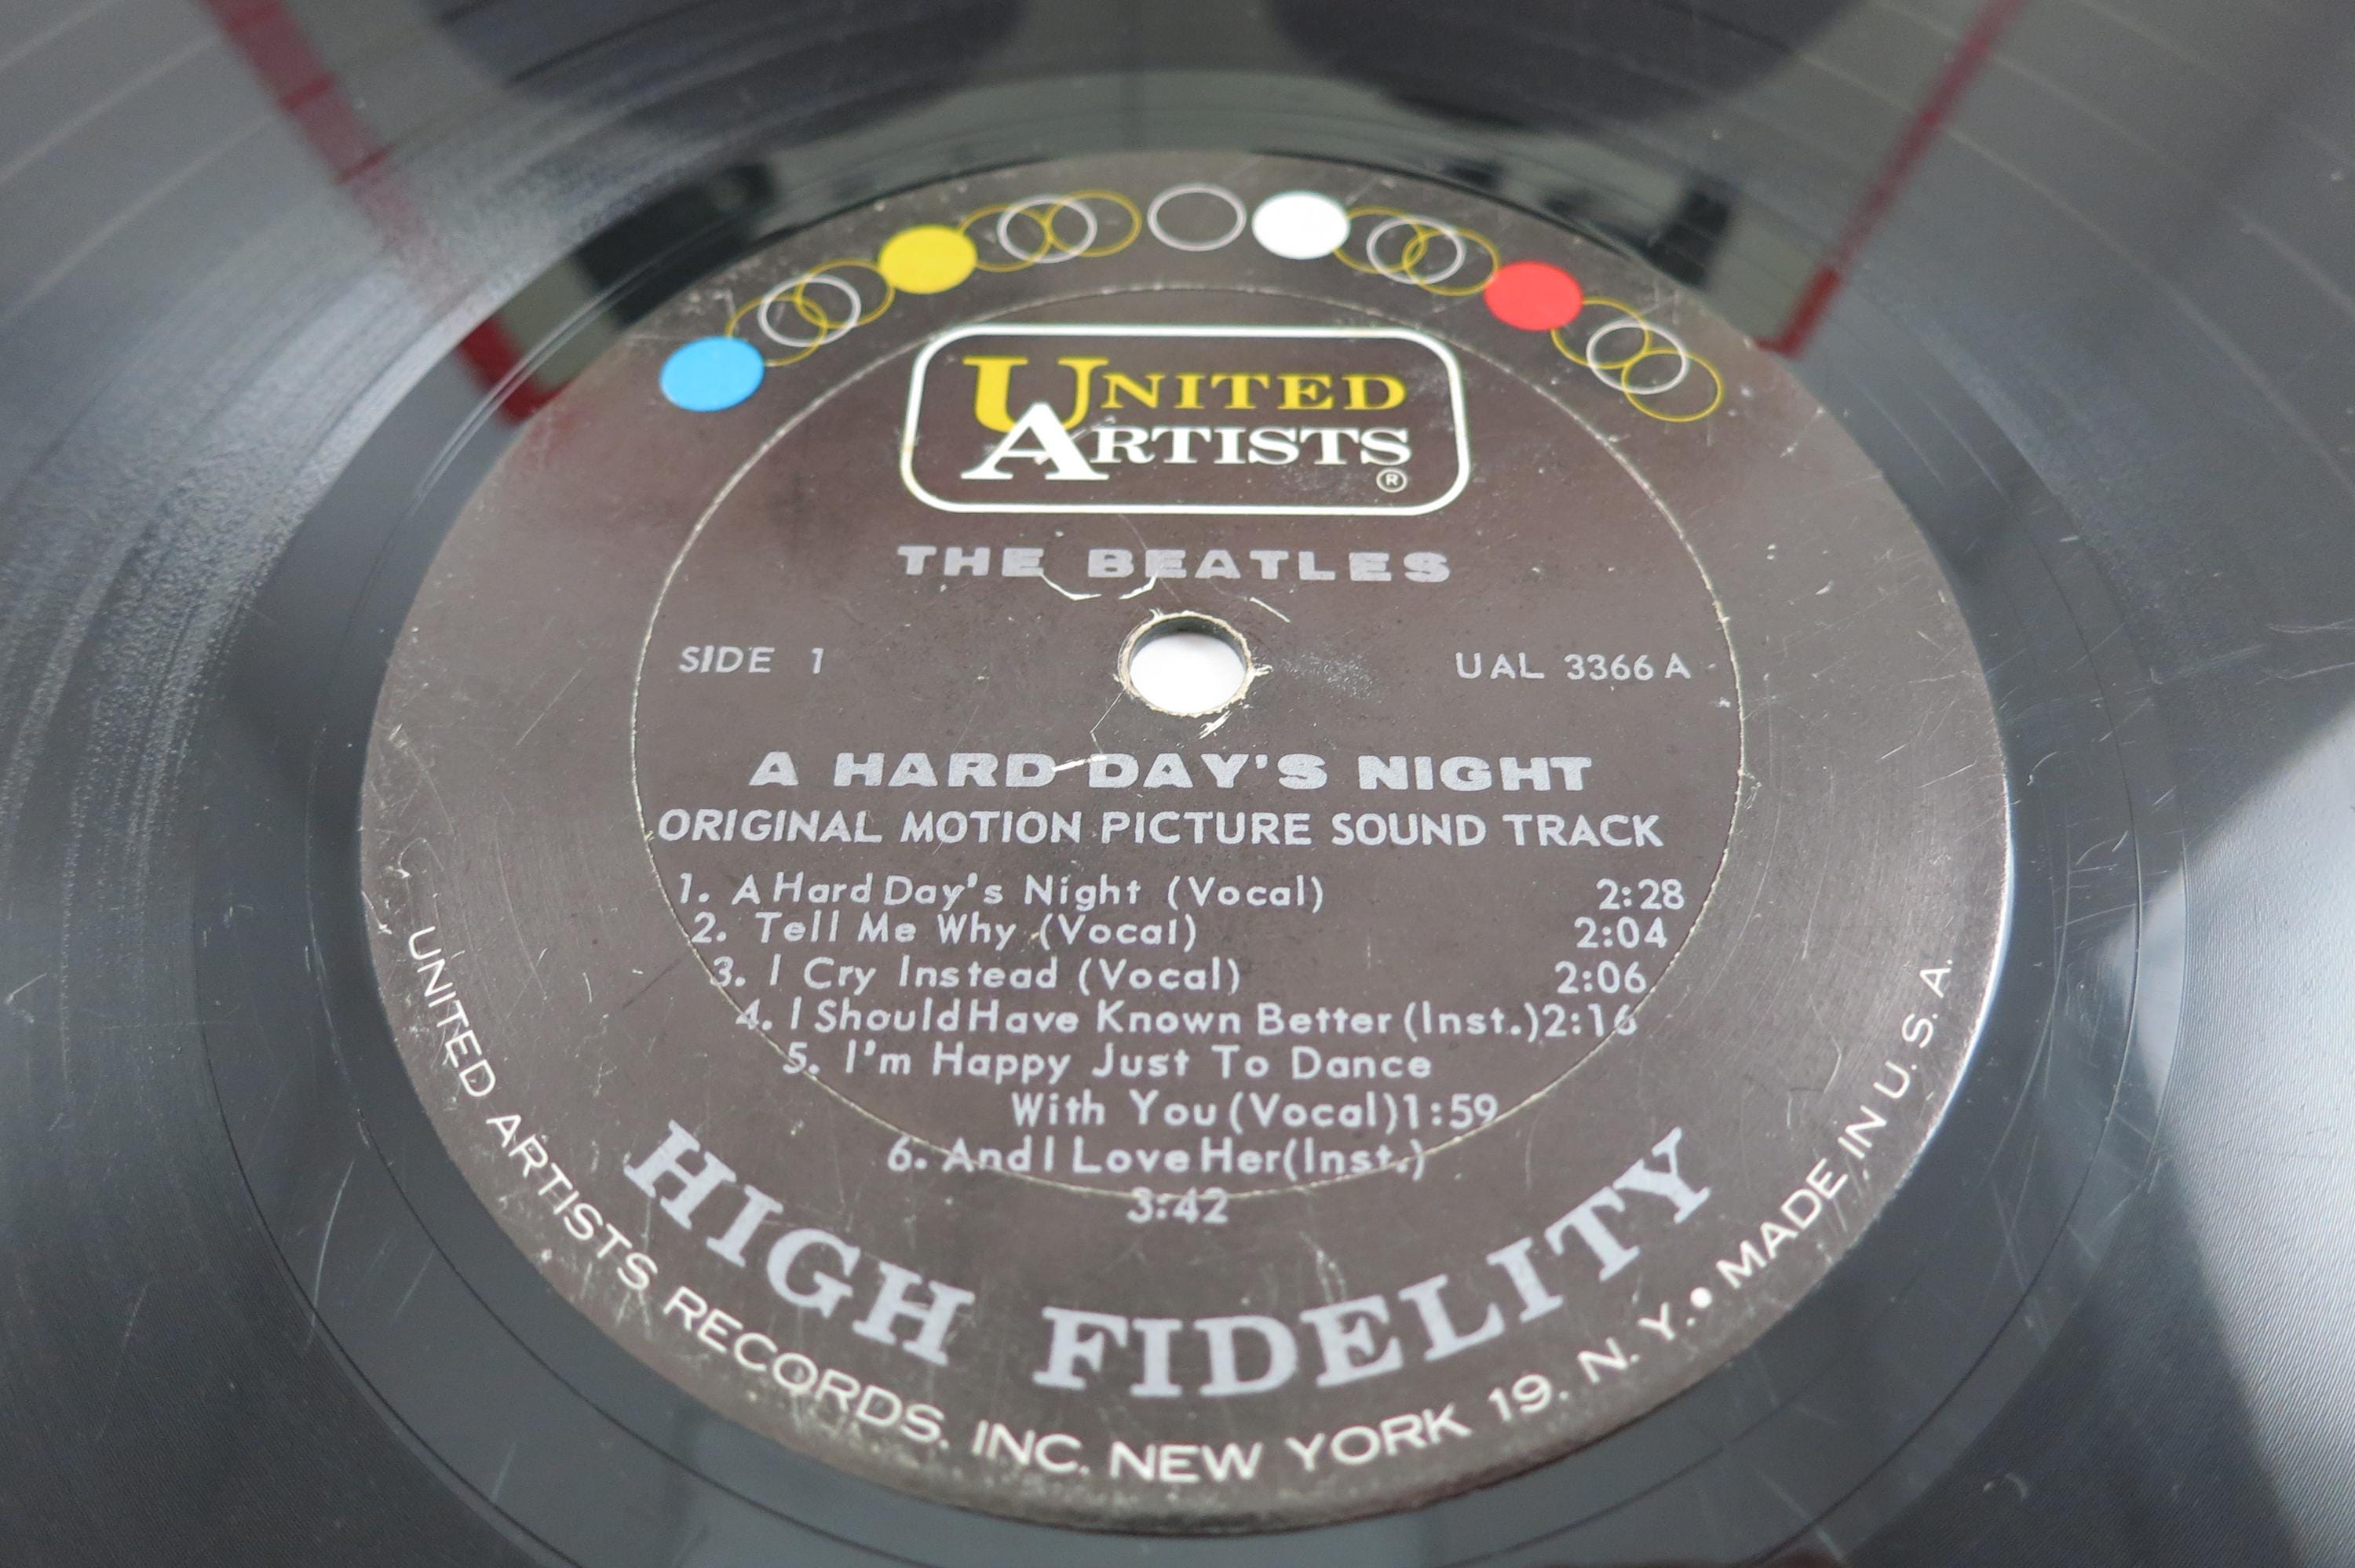 UNITED
ARTISTS
®
THE BEATLES
SIDE 1
UAL 3366 A
A HARD DAY'S NIGHT
ORIGINAL MOTION PICTURE SOUND TRACK
1. A Hard Day's Night (Vocal) 2:28
2. Tell Me Why (Vocal) 2:04
3. I Cry Instead (Vocal) 2:06
4. I Should Have Known Better (Inst.) 2:16
5. I'm Happy Just To Dance
With You (Vocal) 1:59
6. And I Love Her (Inst.)
3:42
HIGH FIDELITY
UNITED ARTISTS RECORDS. INC. NEW YORK 19. N. Y. • MADE IN U. S. A.